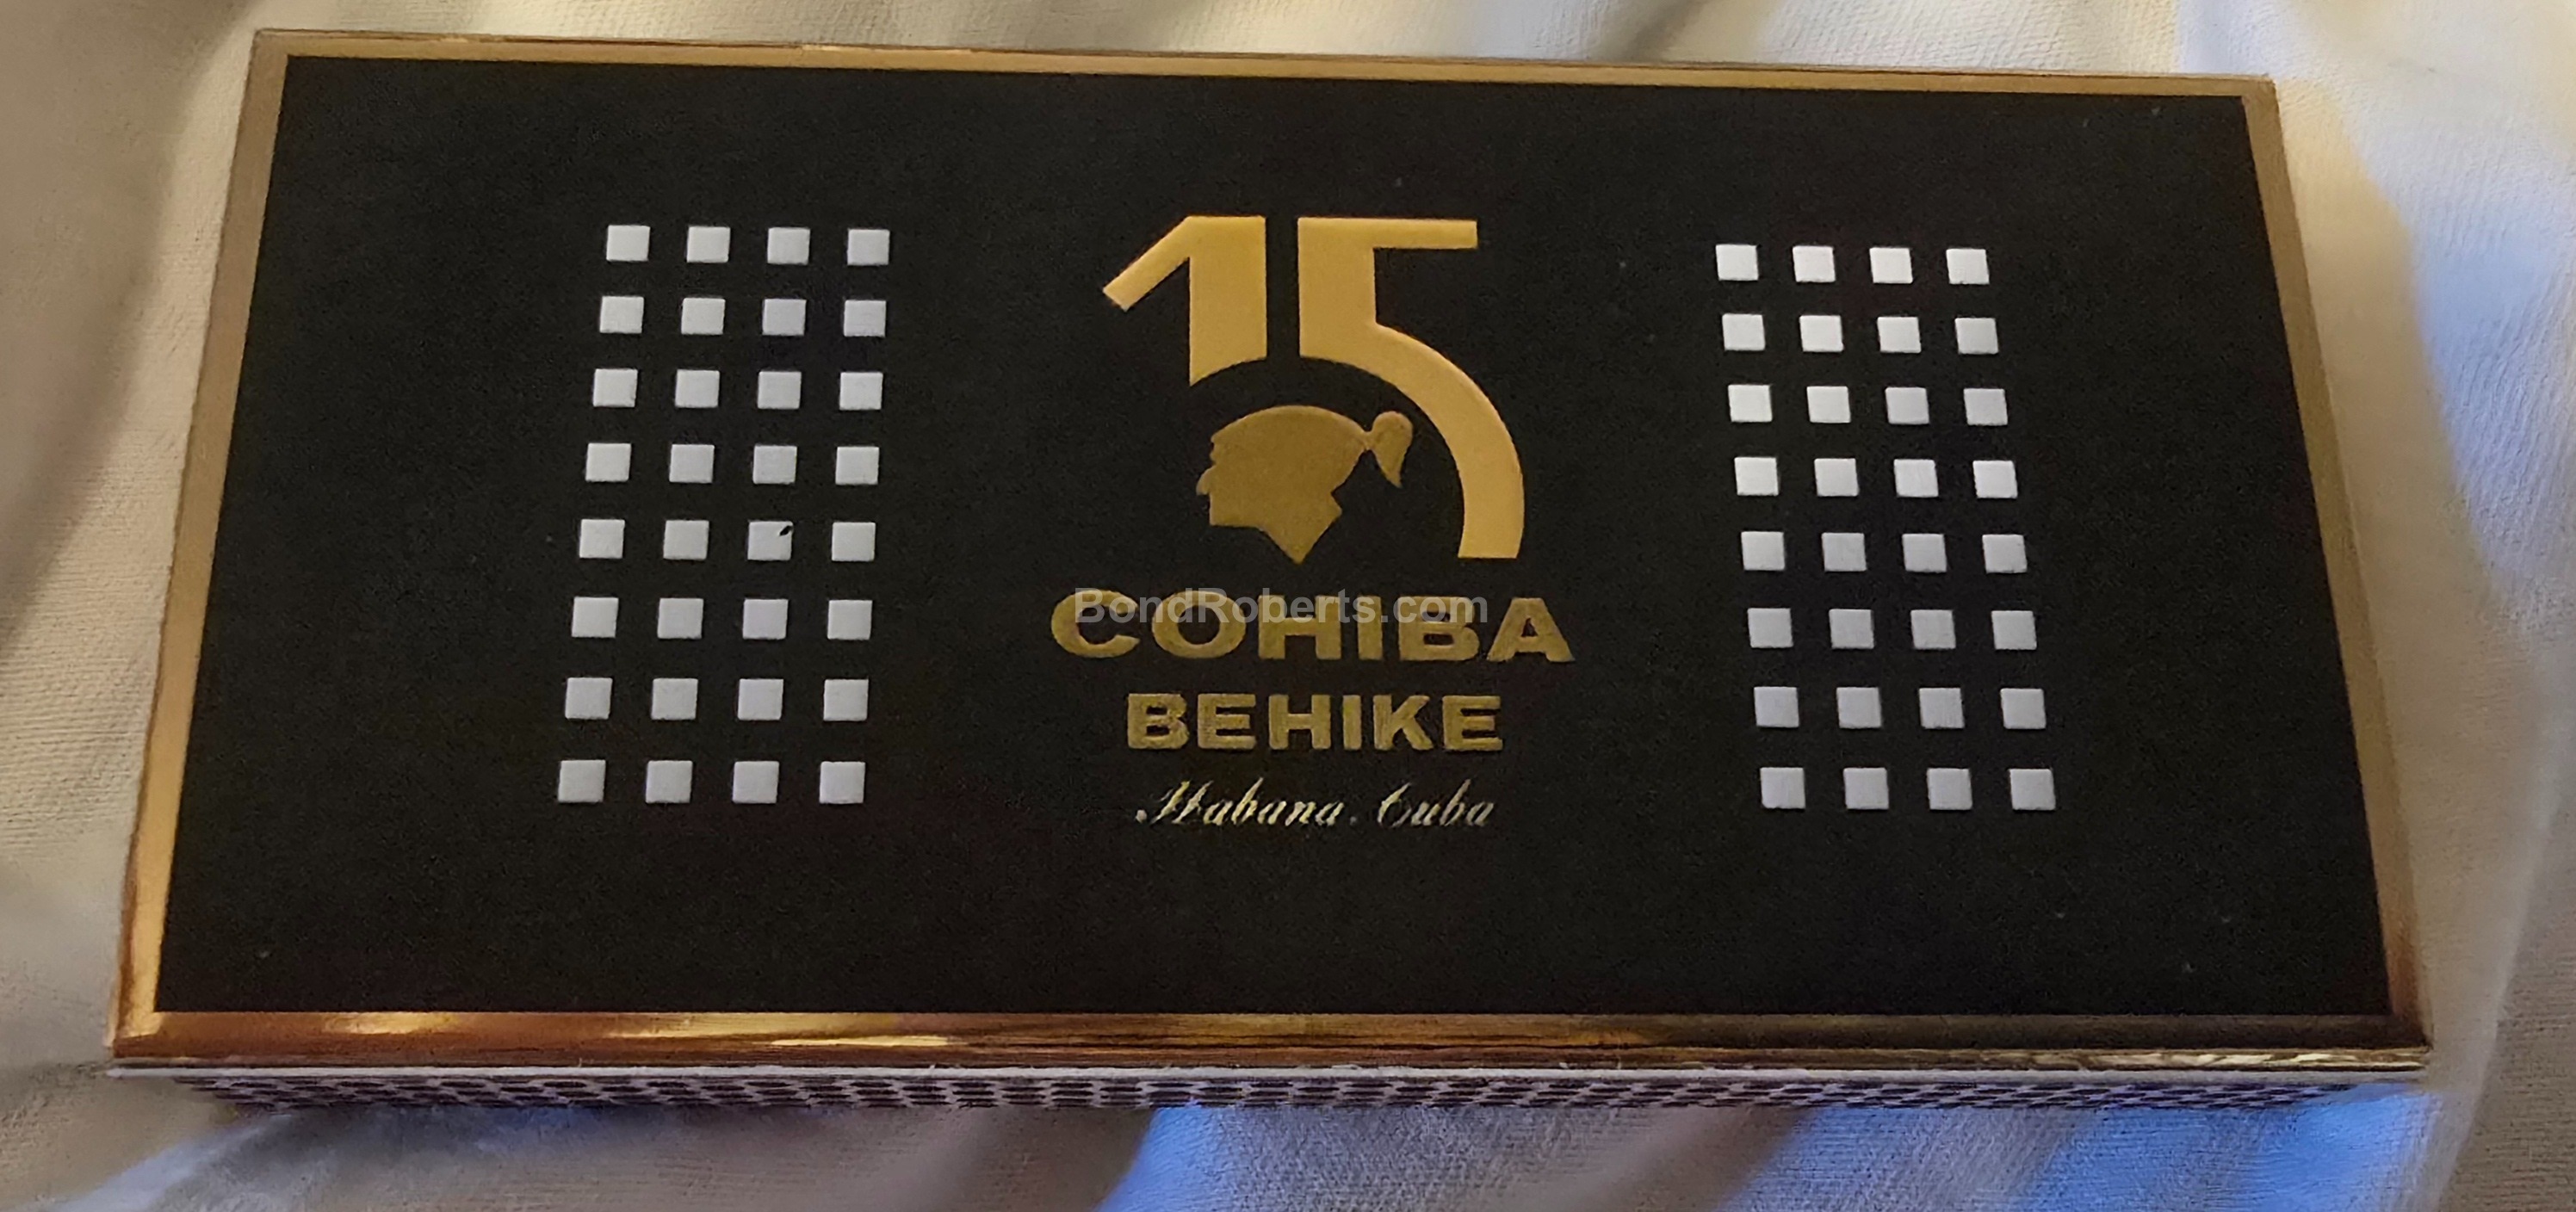 15
BondRoberts.com
COHIBA
BEHIKE
Habana, Cuba